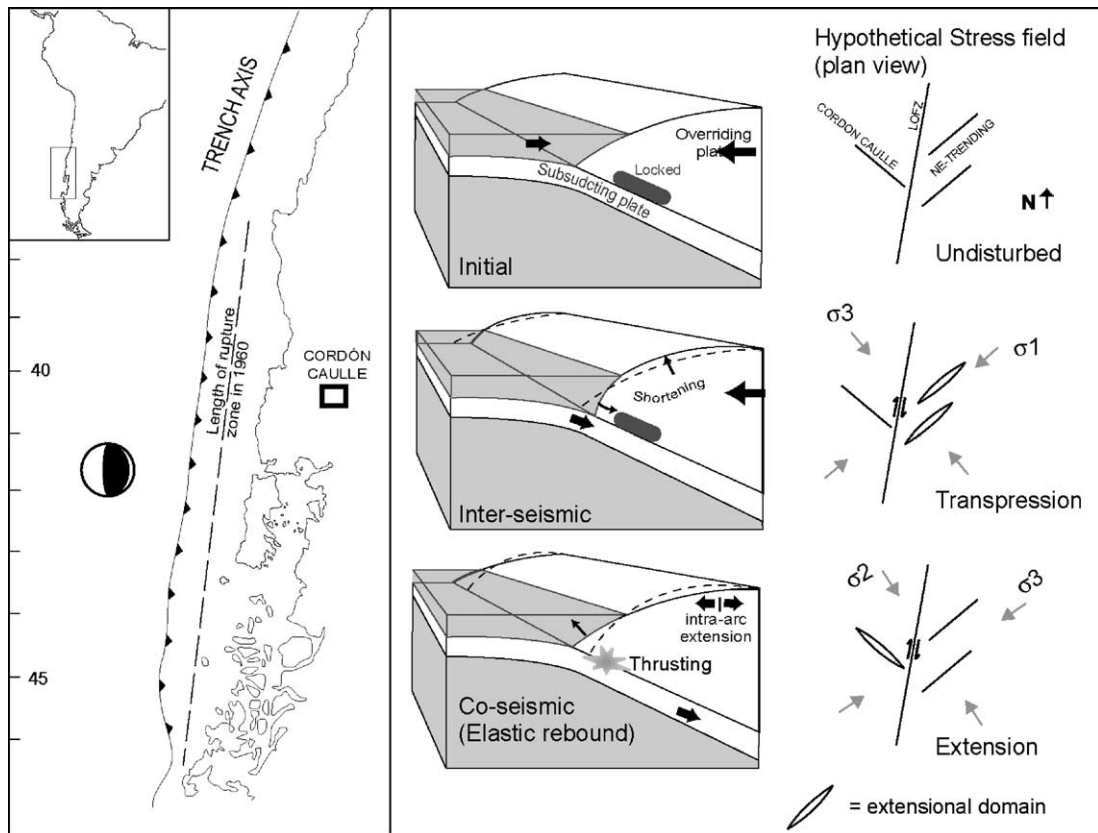 TRENCH AXIS
Length of rupture
zone in 1960
CORDÓN
CAULLE
40
45
Overriding
plate
Locked
Subsudcting plate
Initial
Shortening
Inter-seismic
intra-arc
extension
Thrusting
Co-seismic
(Elastic rebound)
Hypothetical Stress field
(plan view)
CORDON CAULLE
LOFZ
NE-TRENDING
N
Undisturbed
σ3
σ1
Transpression
σ2
σ3
Extension
= extensional domain